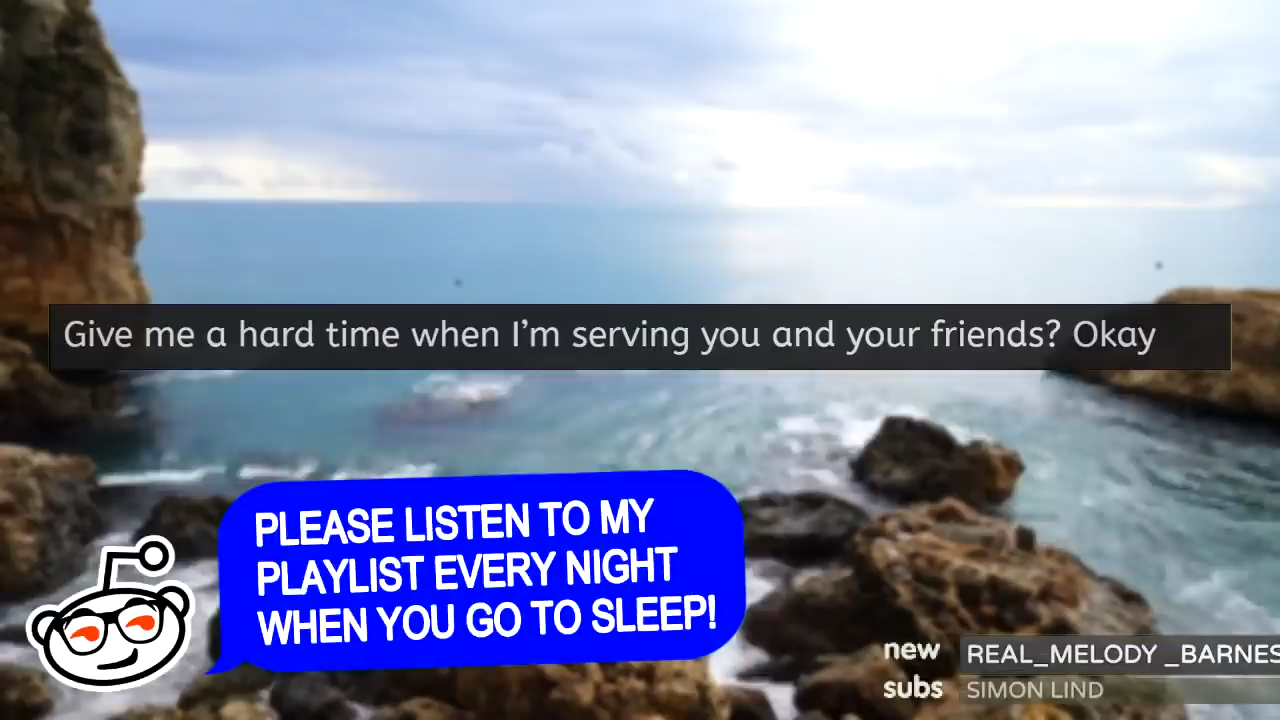 Give me a hard time when I’m serving you and your friends? Okay
PLEASE LISTEN TO MY
PLAYLIST EVERY NIGHT
WHEN YOU GO TO SLEEP!
new REAL_MELODY _BARNES
subs SIMON LIND